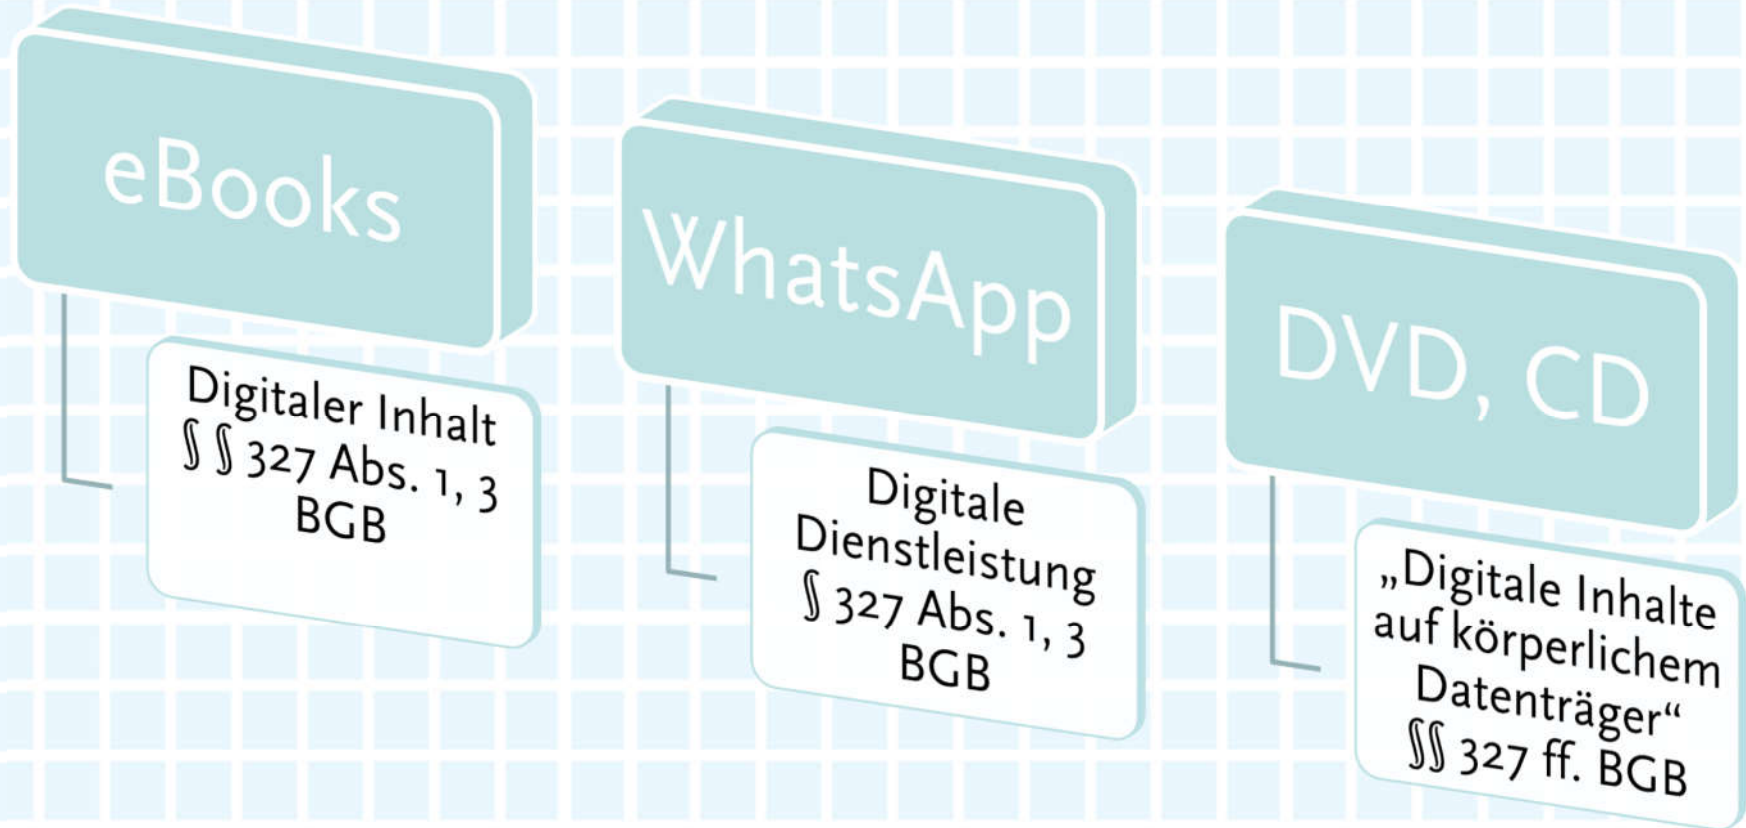 eBooks
Digitaler Inhalt
§ § 327 Abs. 1, 3
BGB
WhatsApp
Digitale
Dienstleistung
§ 327 Abs. 1, 3
BGB
DVD, CD
„Digitale Inhalte
auf körperlichem
Datenträger“
§§ 327 ff. BGB